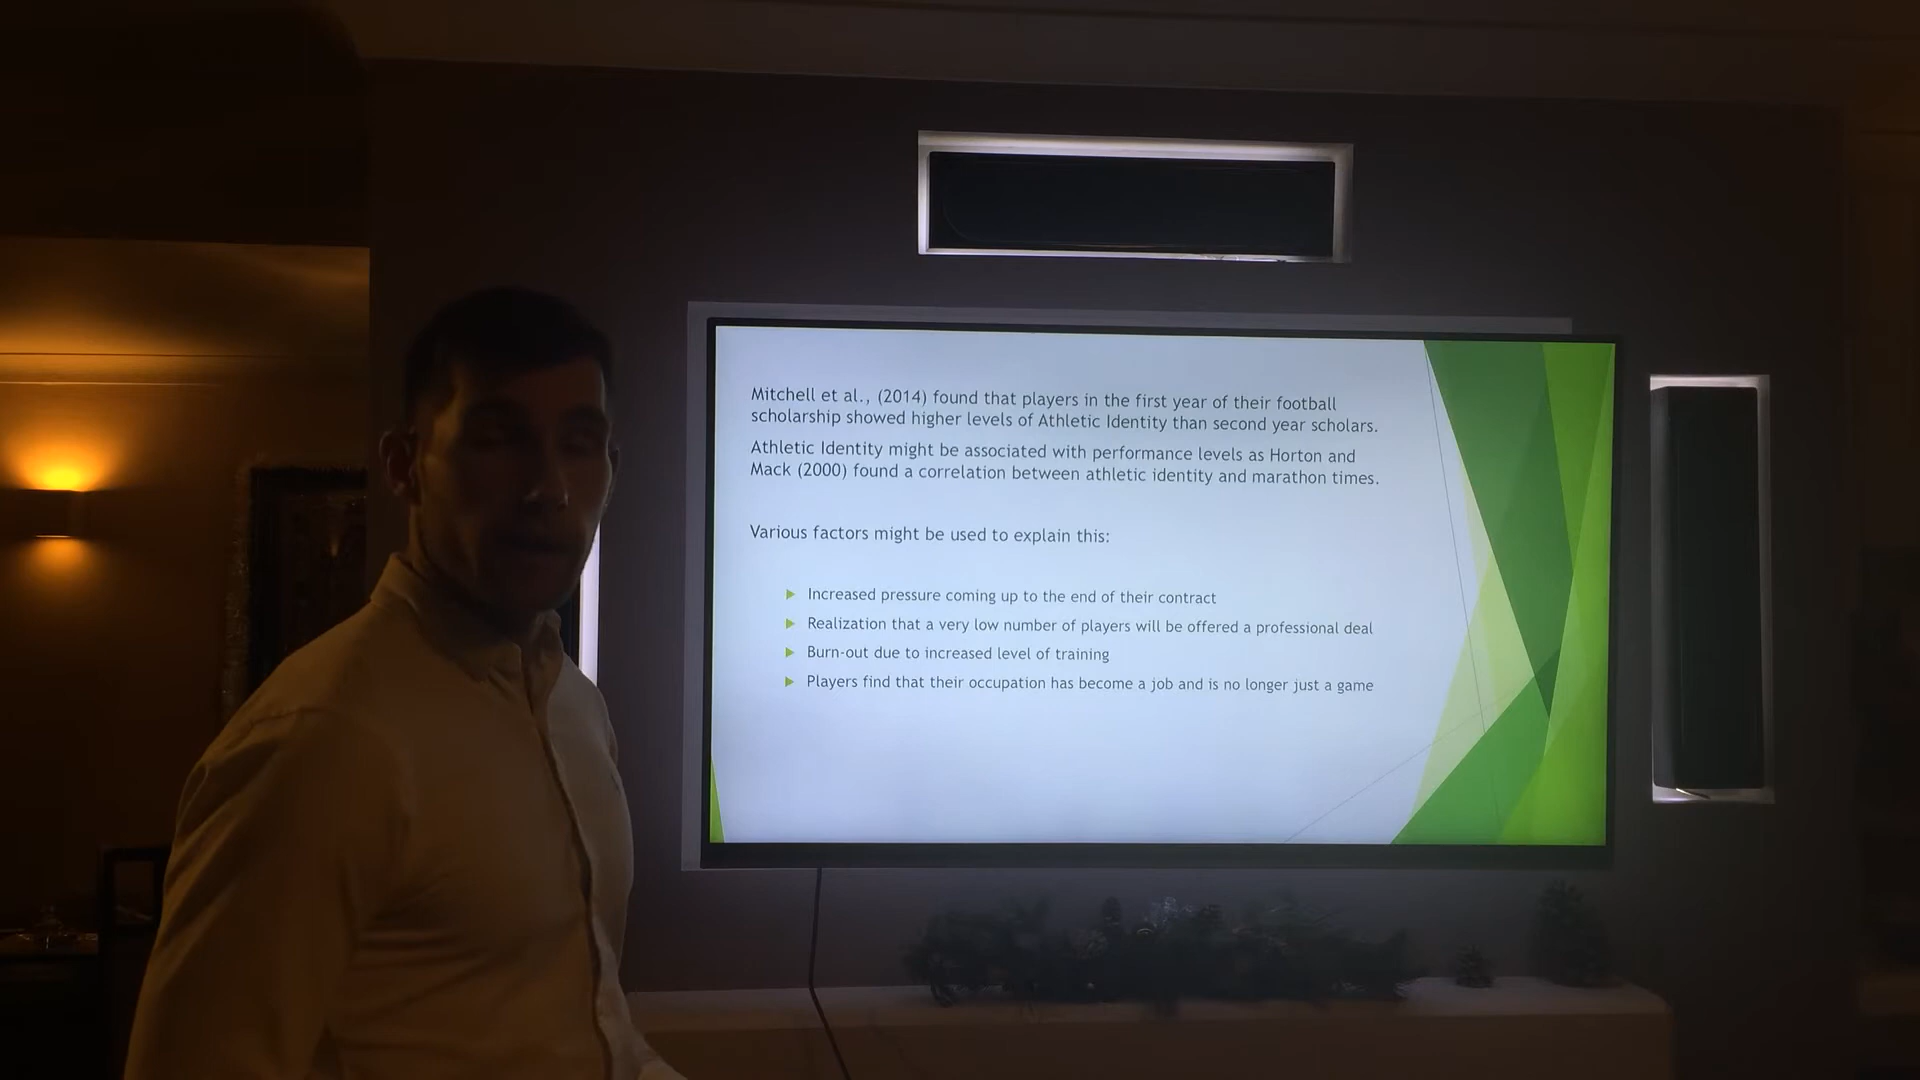 Mitchell et al., (2014) found that players in the first year of their football
scholarship showed higher levels of Athletic Identity than second year scholars.
Athletic Identity might be associated with performance levels as Horton and
Mack (2000) found a correlation between athletic identity and marathon times.
Various factors might be used to explain this:
Increased pressure coming up to the end of their contract
Realization that a very low number of players will be offered a professional deal
Burn-out due to increased level of training
Players find that their occupation has become a job and is no longer just a game